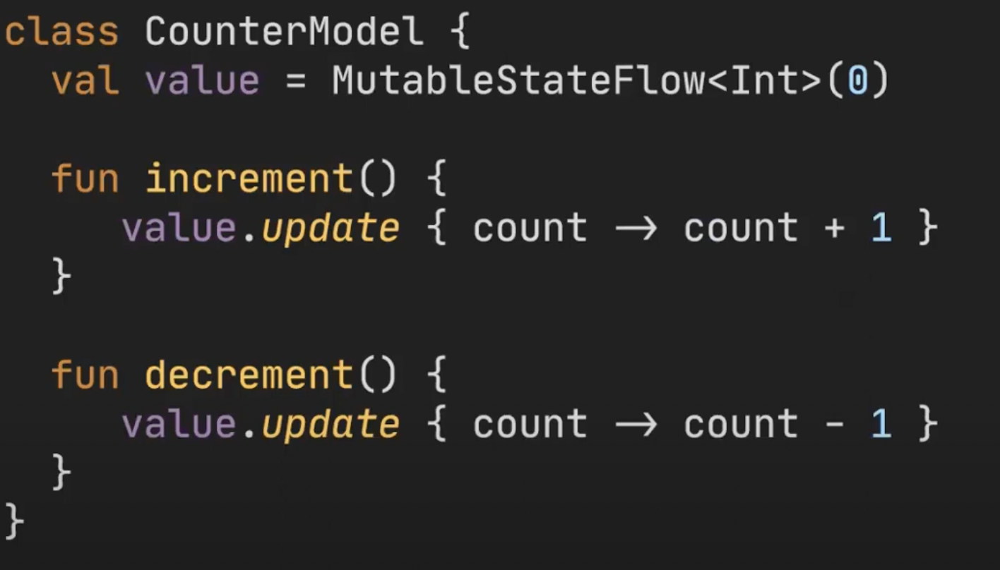 class CounterModel {
  val value = MutableStateFlow<Int>(0)
  fun increment() {
     value.update { count -> count + 1 }
  }
  fun decrement() {
     value.update { count -> count - 1 }
  }
}